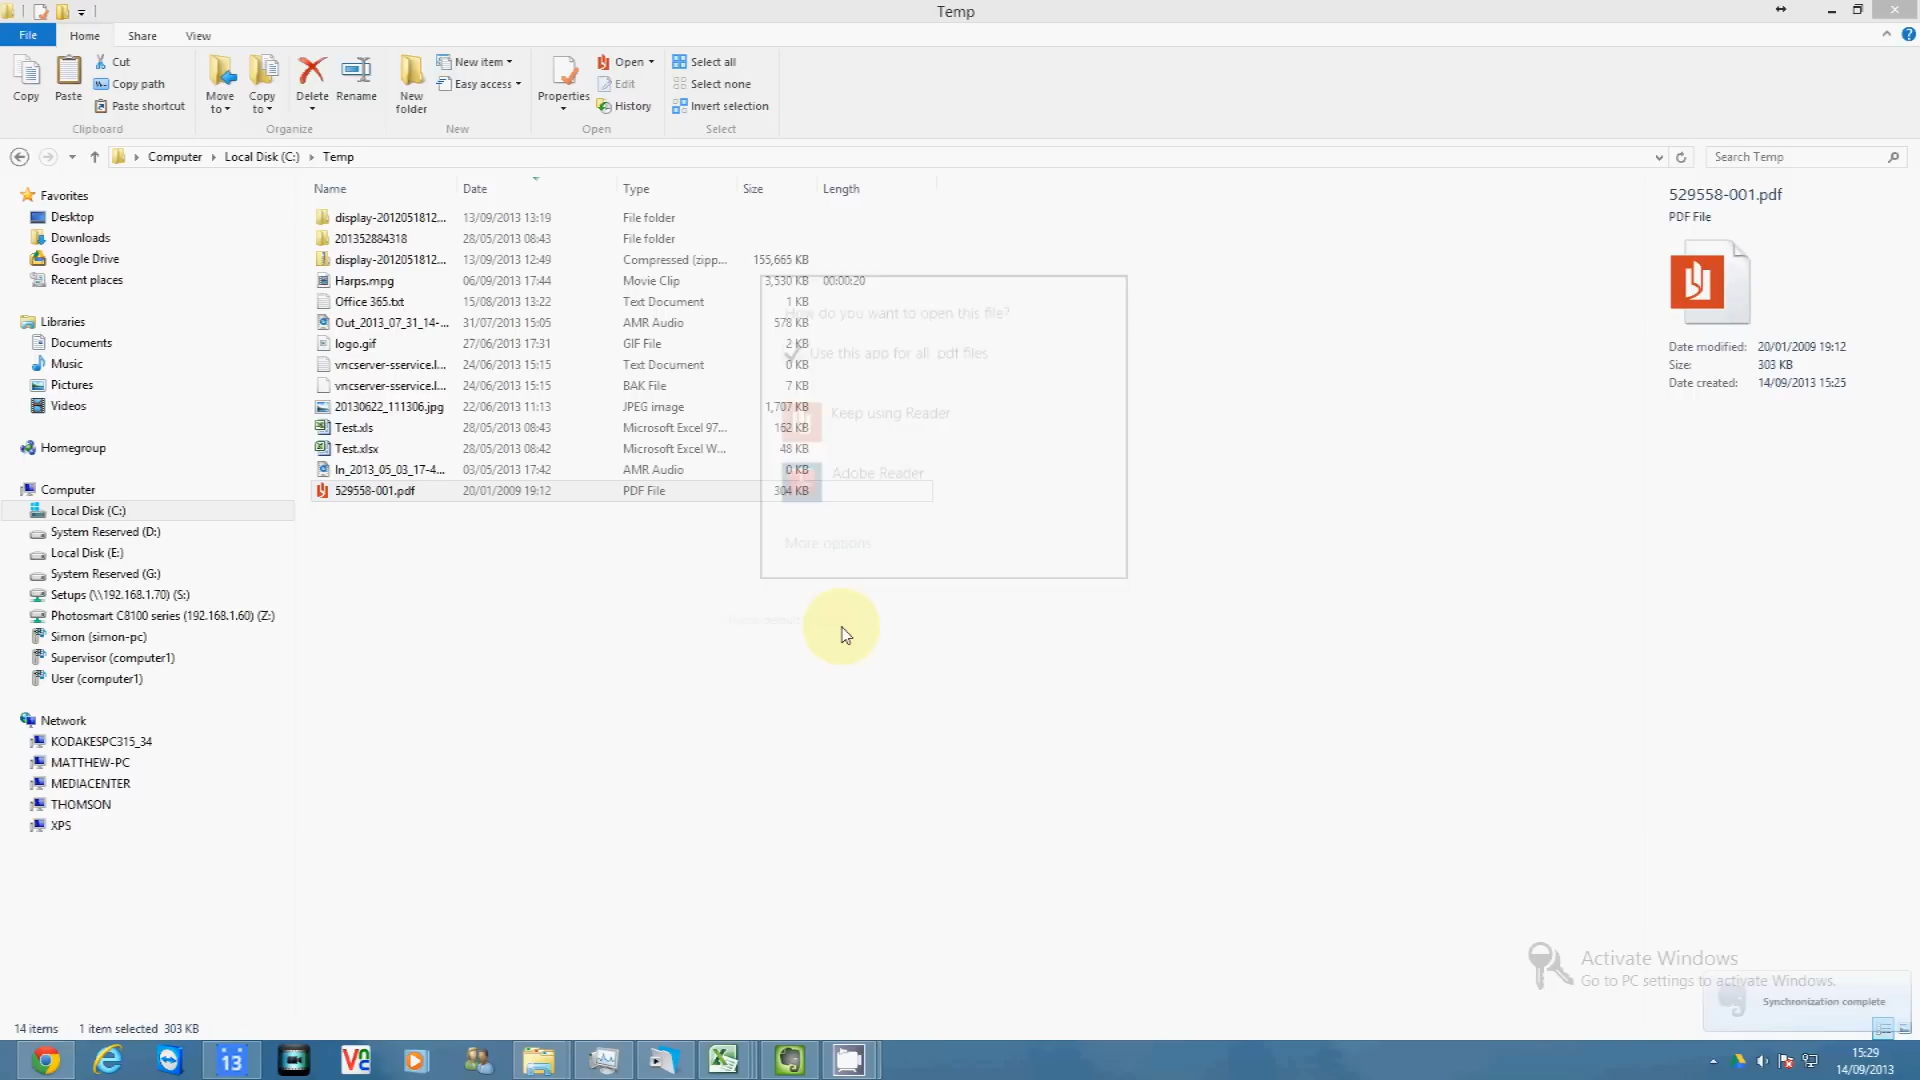 Temp
File
Home
Share
View
Copy
Paste
Cut
Copy path
Paste shortcut
Clipboard
Move to
Copy to
Delete
Rename
Organize
New folder
New item
Easy access
New
Properties
Open
Edit
History
Open
Select all
Select none
Invert selection
Select
Computer
Local Disk (C:)
Temp
Search Temp
Favorites
Desktop
Downloads
Google Drive
Recent places
Libraries
Documents
Music
Pictures
Videos
Homegroup
Computer
Local Disk (C:)
System Reserved (D:)
Local Disk (E:)
System Reserved (G:)
Setups (\\192.168.1.70) (S:)
Photosmart C8100 series (192.168.1.60) (Z:)
Simon (simon-pc)
Supervisor (computer1)
User (computer1)
Network
KODAKESPC315_34
MATTHEW-PC
MEDIACENTER
THOMSON
XPS
Name Date Type Size Length
display-2012051812... 13/09/2013 13:19 File folder
201352884318 28/05/2013 08:43 File folder
display-2012051812... 13/09/2013 12:49 Compressed (zipp... 155,665 KB
Harps.mpg 06/09/2013 17:44 Movie Clip 3,530 KB 00:00:20
Office 365.txt 15/08/2013 13:22 Text Document 1 KB
Out_2013_07_31_14-... 31/07/2013 15:05 AMR Audio 578 KB
logo.gif 27/06/2013 17:31 GIF File 2 KB
vncserver-sservice.l... 24/06/2013 15:15 Text Document 0 KB
vncserver-sservice.l... 24/06/2013 15:15 BAK File 7 KB
20130622_111306.jpg 22/06/2013 11:13 JPEG image 1,707 KB
Test.xls 28/05/2013 08:43 Microsoft Excel 97... 162 KB
Test.xlsx 28/05/2013 08:42 Microsoft Excel W... 48 KB
In_2013_05_03_17-4... 03/05/2013 17:42 AMR Audio 0 KB
529558-001.pdf 20/01/2009 19:12 PDF File 304 KB
How do you want to open this file?
Use this app for all .pdf files
Keep using Reader
Adobe Reader
More options
default
529558-001.pdf
PDF File
Date modified: 20/01/2009 19:12
Size: 303 KB
Date created: 14/09/2013 15:25
Activate Windows
Go to PC settings to activate Windows.
Synchronization complete
14 items 1 item selected 303 KB
13
15:29
14/09/2013